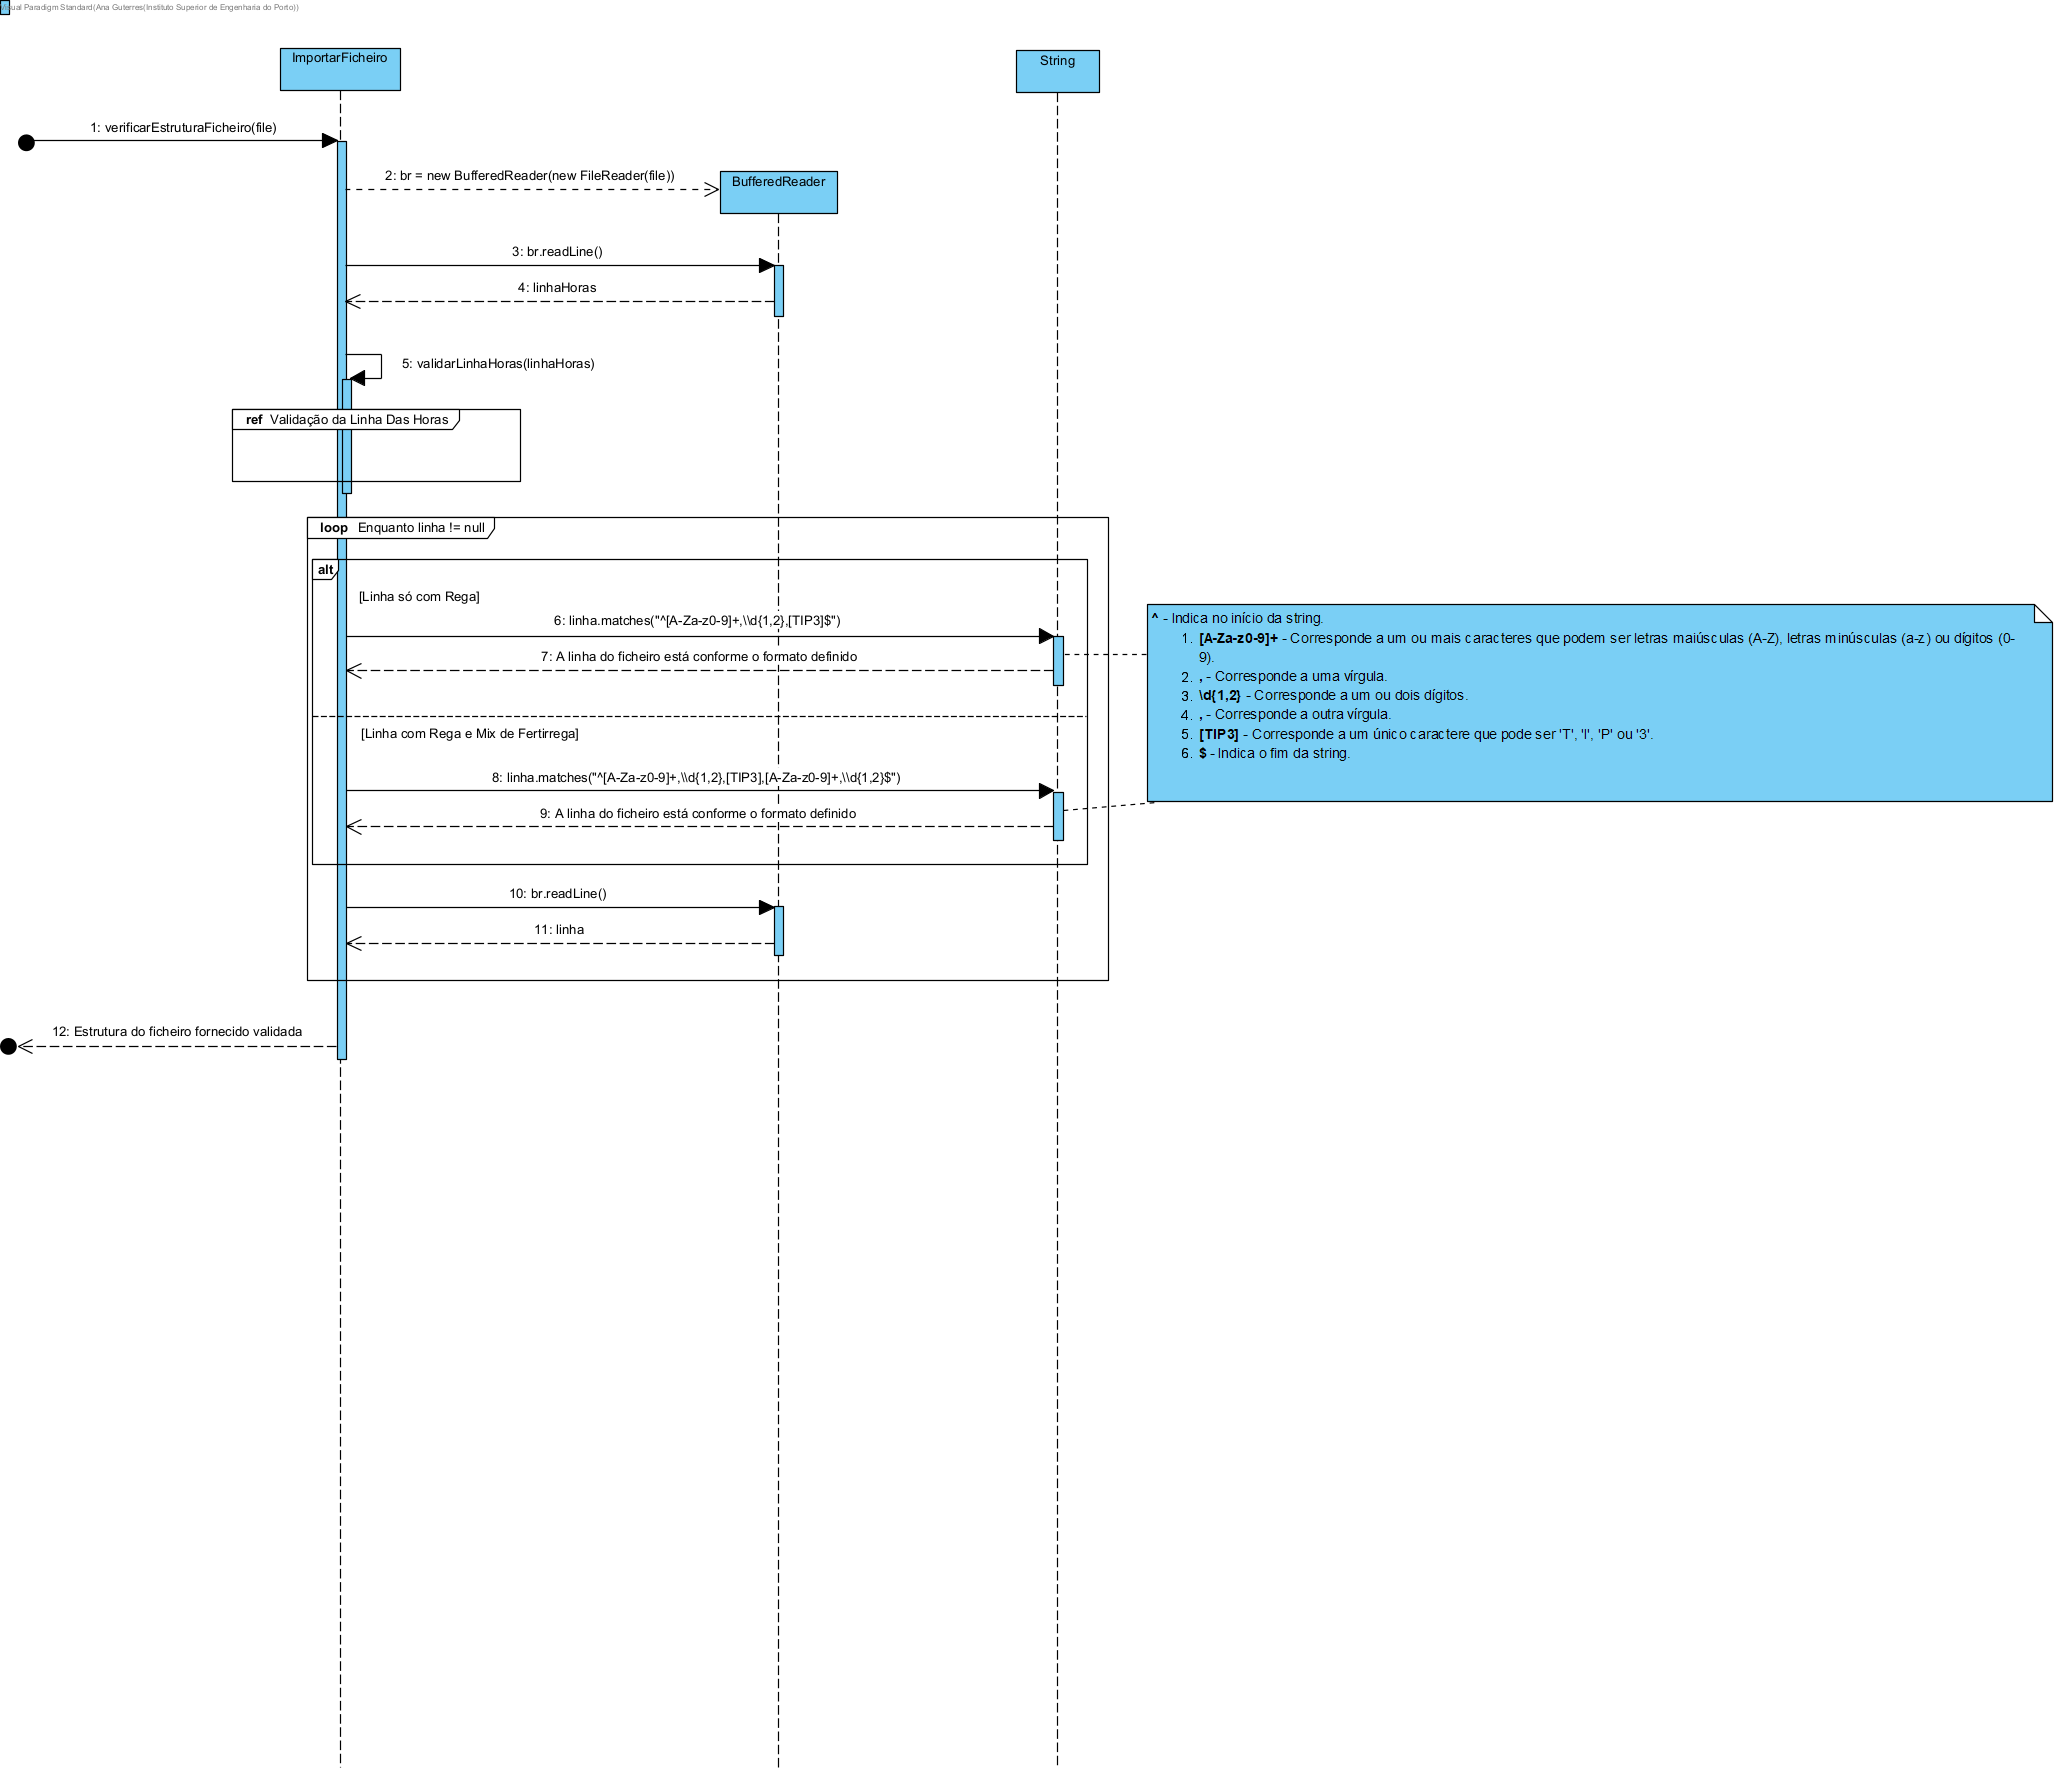 Visual Paradigm Standard(Ana Guterres(Instituto Superior de Engenharia do Porto))
ImportarFicheiro
String
1: verificarEstruturaFicheiro(file)
2: br = new BufferedReader(new FileReader(file))
BufferedReader
3: br.readLine()
4: linhaHoras
5: validarLinhaHoras(linhaHoras)
ref Validação da Linha Das Horas
loop Enquanto linha != null
alt
[Linha só com Rega]
6: linha.matches("^[A-Za-z0-9]+,\\d{1,2},[TIP3]$")
7: A linha do ficheiro está conforme o formato definido
[Linha com Rega e Mix de Fertirrega]
8: linha.matches("^[A-Za-z0-9]+,\\d{1,2},[TIP3],[A-Za-z0-9]+,\\d{1,2}$")
9: A linha do ficheiro está conforme o formato definido
^ - Indica no início da string.
1. [A-Za-z0-9]+ - Corresponde a um ou mais caracteres que podem ser letras maiúsculas (A-Z), letras minúsculas (a-z) ou dígitos (0-
9).
2. , - Corresponde a uma vírgula.
3. \d{1,2} - Corresponde a um ou dois dígitos.
4. , - Corresponde a outra vírgula.
5. [TIP3] - Corresponde a um único caractere que pode ser 'T', 'I', 'P' ou '3'.
6. $ - Indica o fim da string.
10: br.readLine()
11: linha
12: Estrutura do ficheiro fornecido validada